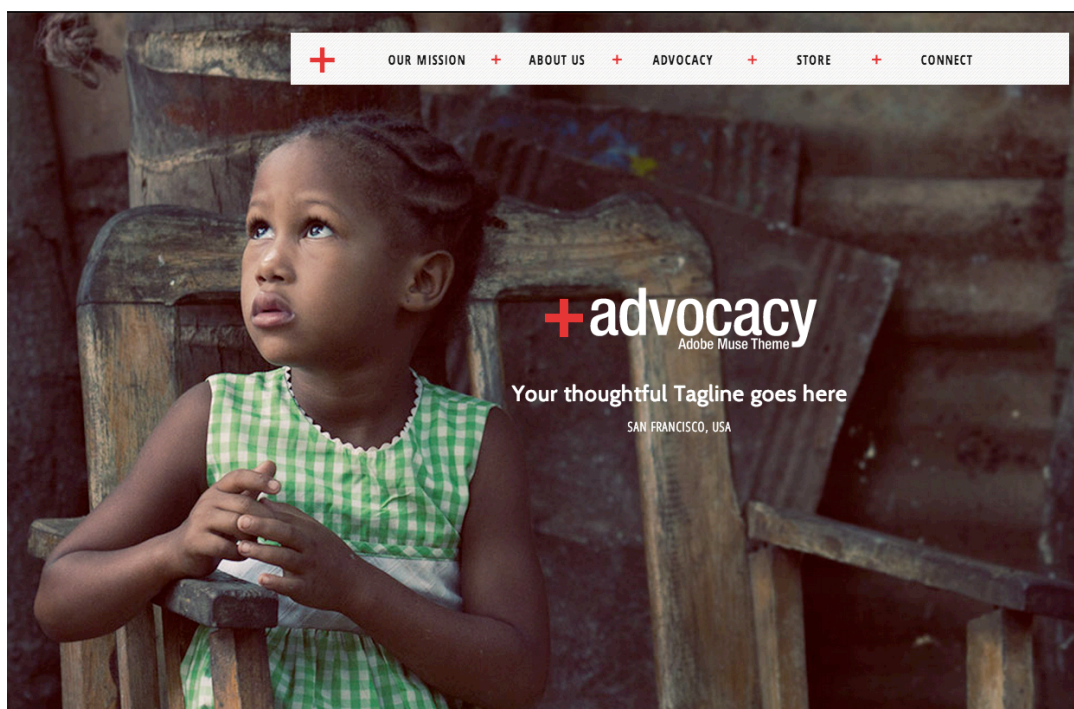 OUR MISSION + ABOUT US + ADVOCACY + STORE + CONNECT
+advocacy
Adobe Muse Theme
Your thoughtful Tagline goes here
SAN FRANCISCO, USA